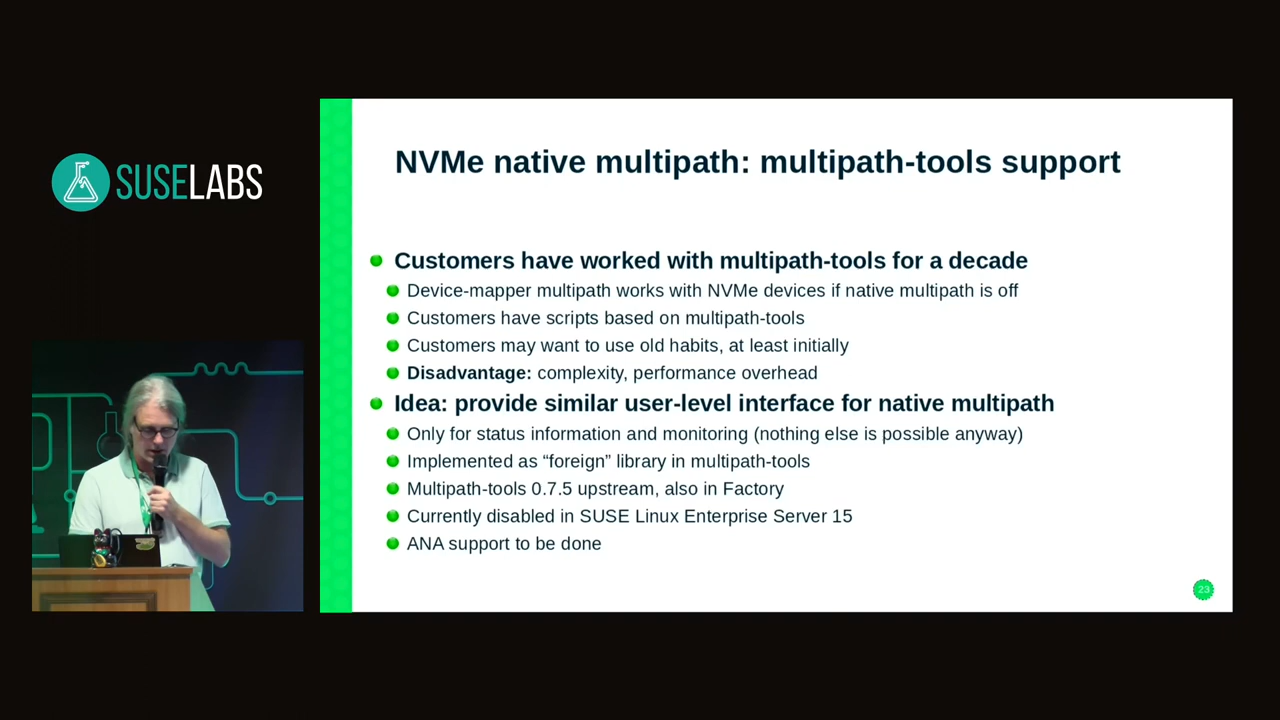 SUSELABS
NVMe native multipath: multipath-tools support
Customers have worked with multipath-tools for a decade
Device-mapper multipath works with NVMe devices if native multipath is off
Customers have scripts based on multipath-tools
Customers may want to use old habits, at least initially
Disadvantage: complexity, performance overhead
Idea: provide similar user-level interface for native multipath
Only for status information and monitoring (nothing else is possible anyway)
Implemented as “foreign” library in multipath-tools
Multipath-tools 0.7.5 upstream, also in Factory
Currently disabled in SUSE Linux Enterprise Server 15
ANA support to be done
23